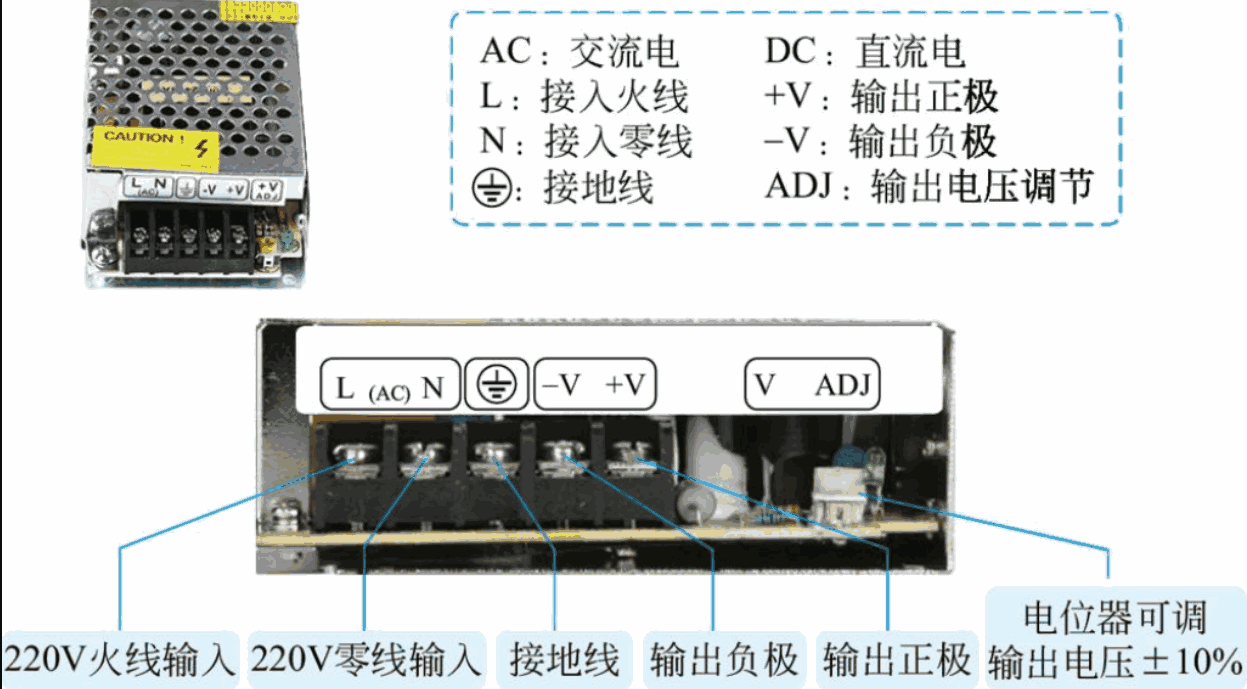 CAUTION !
L N
(AC)
-V +V
+V
ADJ
AC：交流电
DC：直流电
L：接入火线
+V：输出正极
N：接入零线
−V：输出负极
：接地线
ADJ：输出电压调节
L (AC) N
−V +V
V ADJ
220V火线输入
220V零线输入
接地线
输出负极
输出正极
电位器可调
输出电压±10%